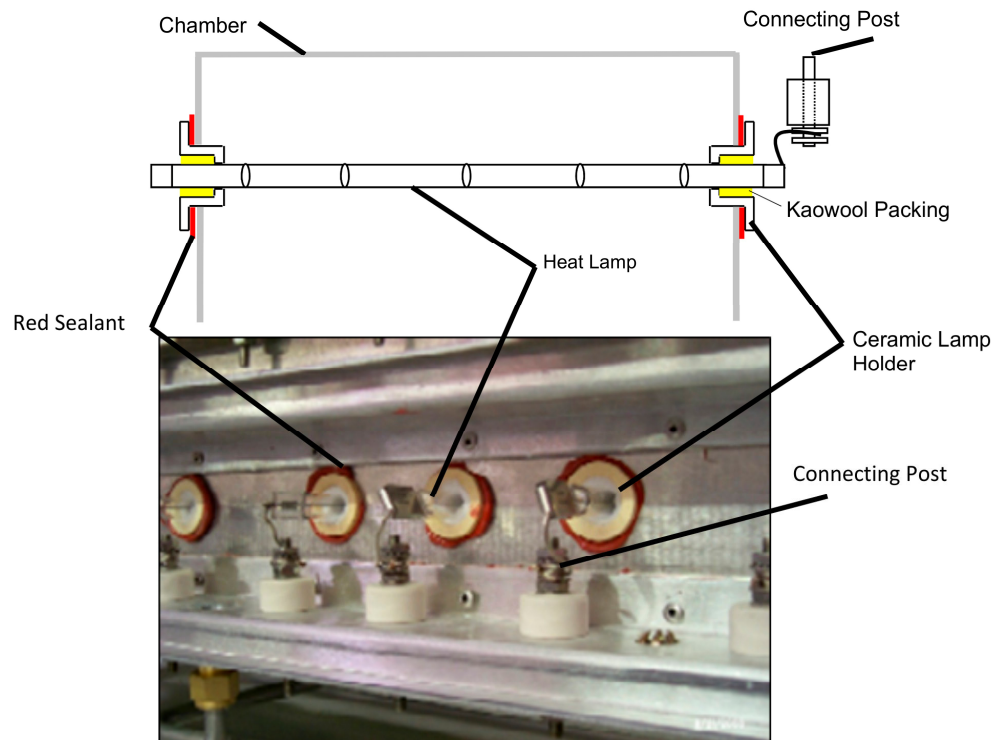 Chamber
Connecting Post
Kaowool Packing
Heat Lamp
Red Sealant
Ceramic Lamp
Holder
Connecting Post